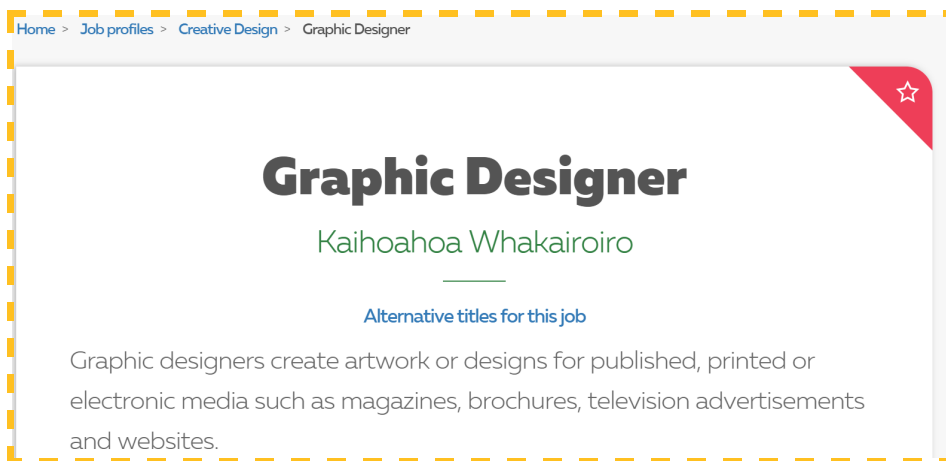 Home > Job profiles > Creative Design > Graphic Designer
Graphic Designer
Kaihoahoa Whakairoiro
Alternative titles for this job
Graphic designers create artwork or designs for published, printed or
electronic media such as magazines, brochures, television advertisements
and websites.